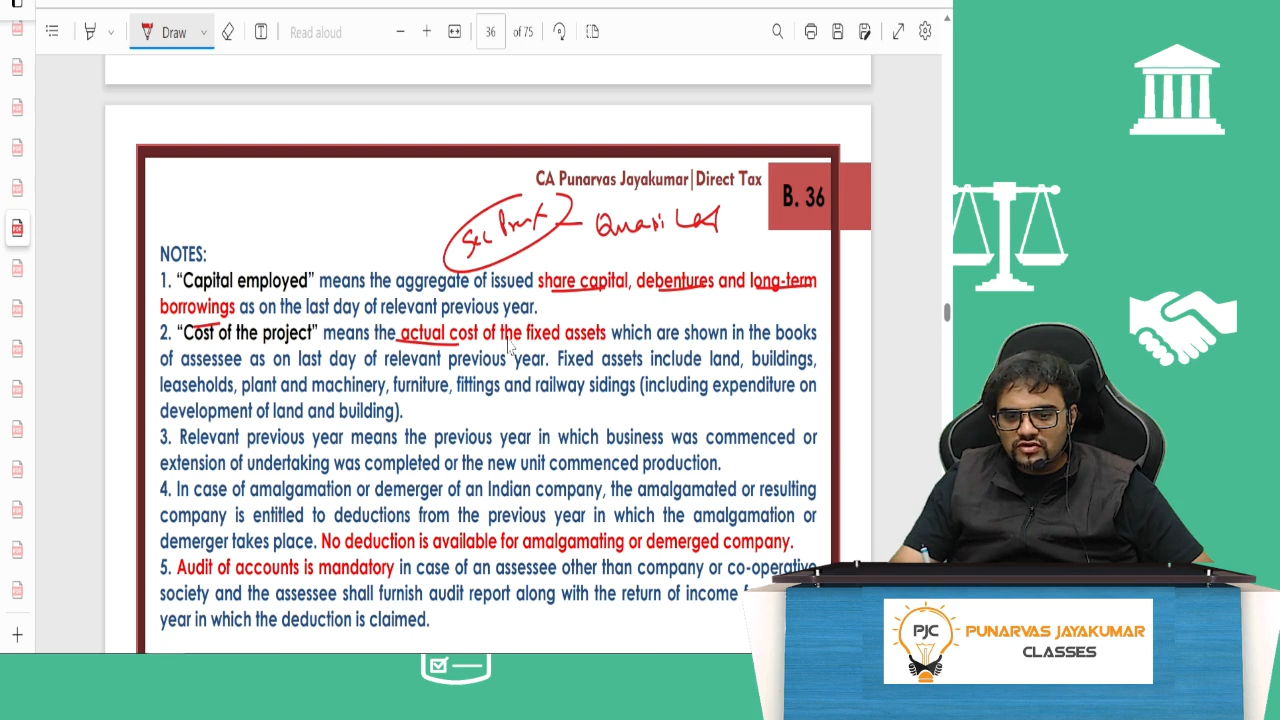 Draw
Read aloud
36 of 75
CA Punarvas Jayakumar|Direct Tax
B. 36
NOTES:
1. “Capital employed” means the aggregate of issued share capital, debentures and long-term
borrowings as on the last day of relevant previous year.
2. “Cost of the project” means the actual cost of the fixed assets which are shown in the books
of assessee as on last day of relevant previous year. Fixed assets include land, buildings,
leaseholds, plant and machinery, furniture, fittings and railway sidings (including expenditure on
development of land and building).
3. Relevant previous year means the previous year in which business was commenced or
extension of undertaking was completed or the new unit commenced production.
4. In case of amalgamation or demerger of an Indian company, the amalgamated or resulting
company is entitled to deductions from the previous year in which the amalgamation or
demerger takes place. No deduction is available for amalgamating or demerged company.
5. Audit of accounts is mandatory in case of an assessee other than company or co-operative
society and the assessee shall furnish audit report along with the return of income
year in which the deduction is claimed.
PJC
PUNARVAS JAYAKUMAR
CLASSES